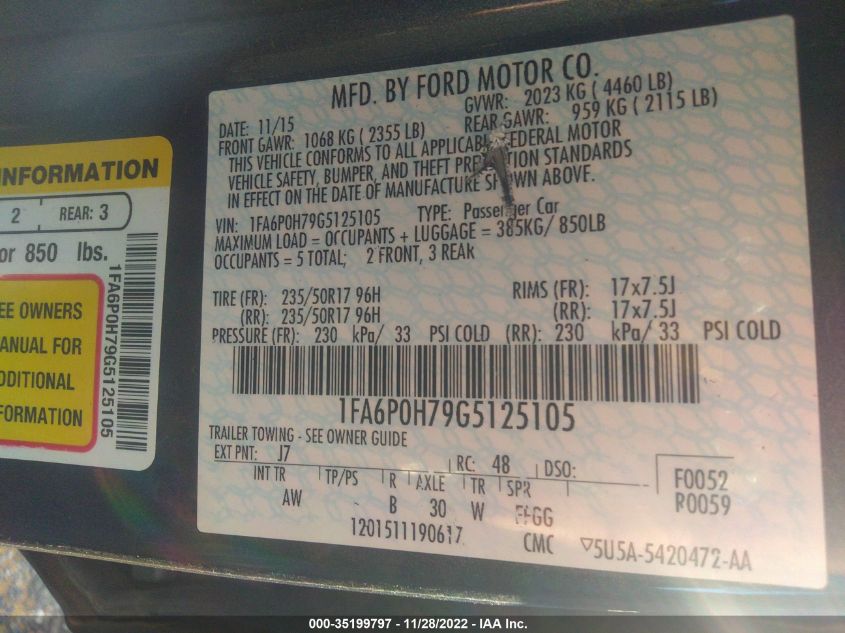 INFORMATION
2 REAR: 3
or 850 lbs.
EE OWNERS
ANUAL FOR
DDITIONAL
FORMATION
1FA6P0H79G5125105
MFD. BY FORD MOTOR CO.
DATE: 11/15 GVWR: 2023 KG ( 4460 LB)
FRONT GAWR: 1068 KG ( 2355 LB) REAR GAWR: 959 KG ( 2115 LB)
THIS VEHICLE CONFORMS TO ALL APPLICABLE FEDERAL MOTOR
VEHICLE SAFETY, BUMPER, AND THEFT PREVENTION STANDARDS
IN EFFECT ON THE DATE OF MANUFACTURE SHOWN ABOVE.
VIN: 1FA6P0H79G5125105 TYPE: Passenger Car
MAXIMUM LOAD = OCCUPANTS + LUGGAGE = 385KG/ 850LB
OCCUPANTS = 5 TOTAL; 2 FRONT, 3 REAR
TIRE (FR): 235/50R17 96H RIMS (FR): 17x7.5J
(RR): 235/50R17 96H (RR): 17x7.5J
PRESSURE (FR): 230 kPa/ 33 PSI COLD (RR): 230 kPa/ 33 PSI COLD
1FA6P0H79G5125105
TRAILER TOWING - SEE OWNER GUIDE
EXT PNT: J7 RC: 48 DSO:
INT TR TP/PS R AXLE TR SPR
AW B 30 W FFGG
F0052
R0059
1201511190617 CMC ▽5U5A-5420472-AA
000-35199797 - 11/28/2022 - IAA Inc.